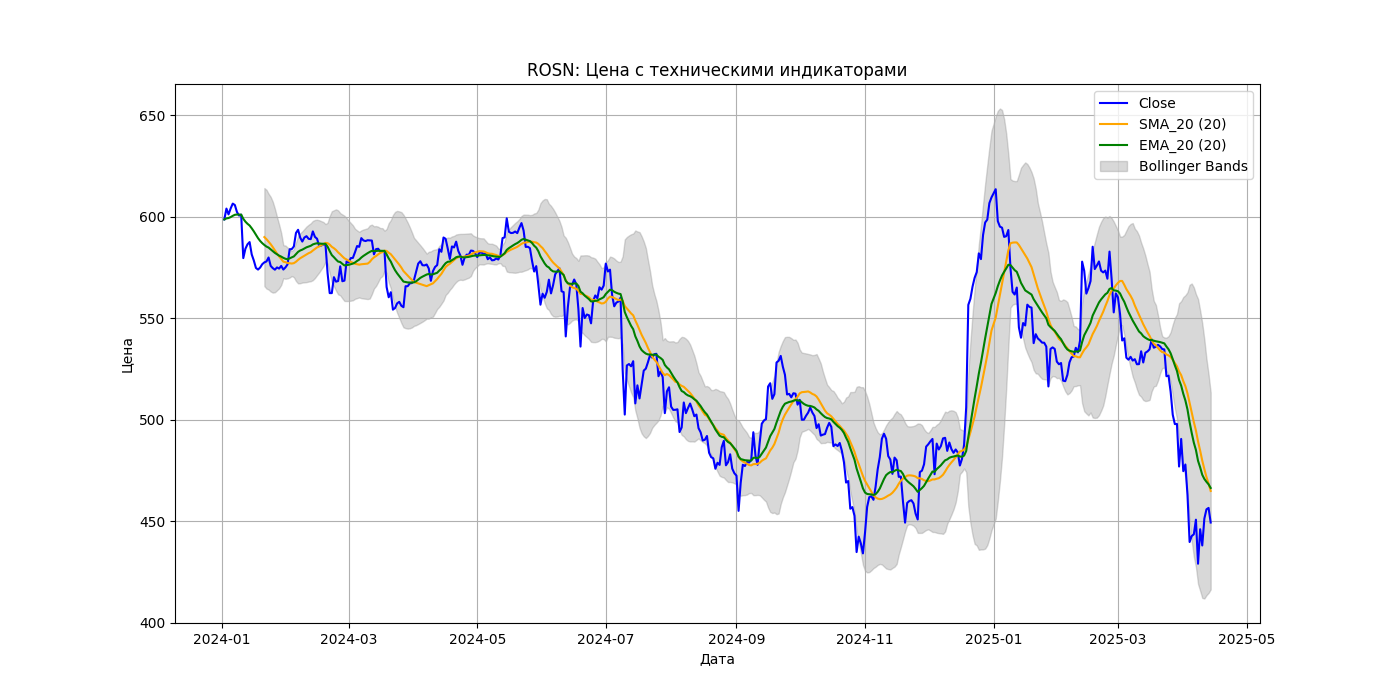 ROSN: Цена с техническими индикаторами
Close
SMA_20 (20)
EMA_20 (20)
Bollinger Bands
650
600
550
500
450
400
Цена
2024-01
2024-03
2024-05
2024-07
2024-09
2024-11
2025-01
2025-03
2025-05
Дата